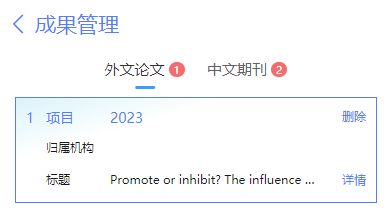 成果管理
外文论文 1 中文期刊 2
1 项目 2023 删除
归属机构
标题 Promote or inhibit? The influence ... 详情